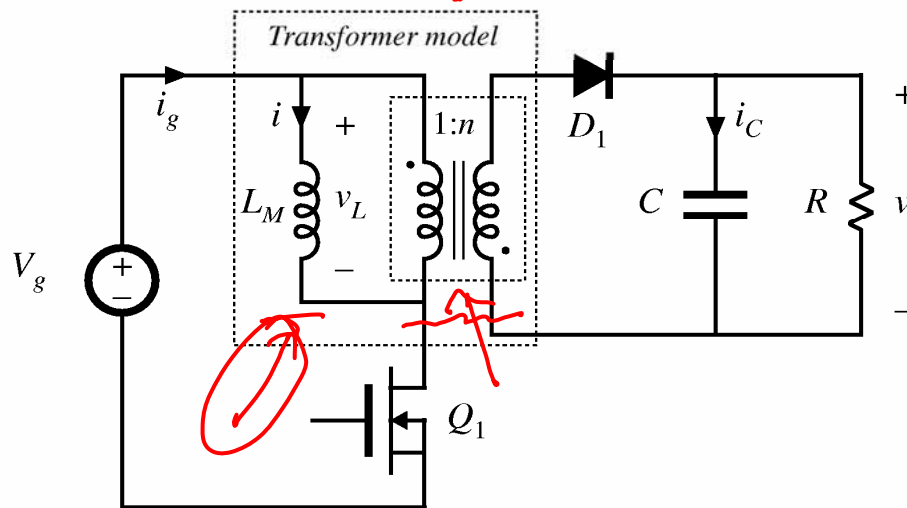 Transformer model
i_g
i
+
1:n
D_1
i_C
+
L_M
v_L
C
R
v
V_g
+
−
−
−
Q_1